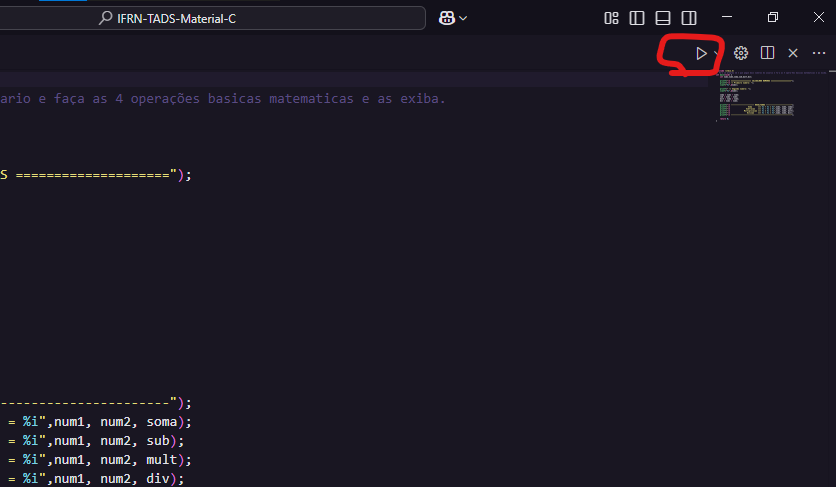 IFRN-TADS-Material-C
ario e faça as 4 operações basicas matematicas e as exiba.
S ====================");
----------------------");
= %i",num1, num2, soma);
= %i",num1, num2, sub);
= %i",num1, num2, mult);
= %i",num1, num2, div);